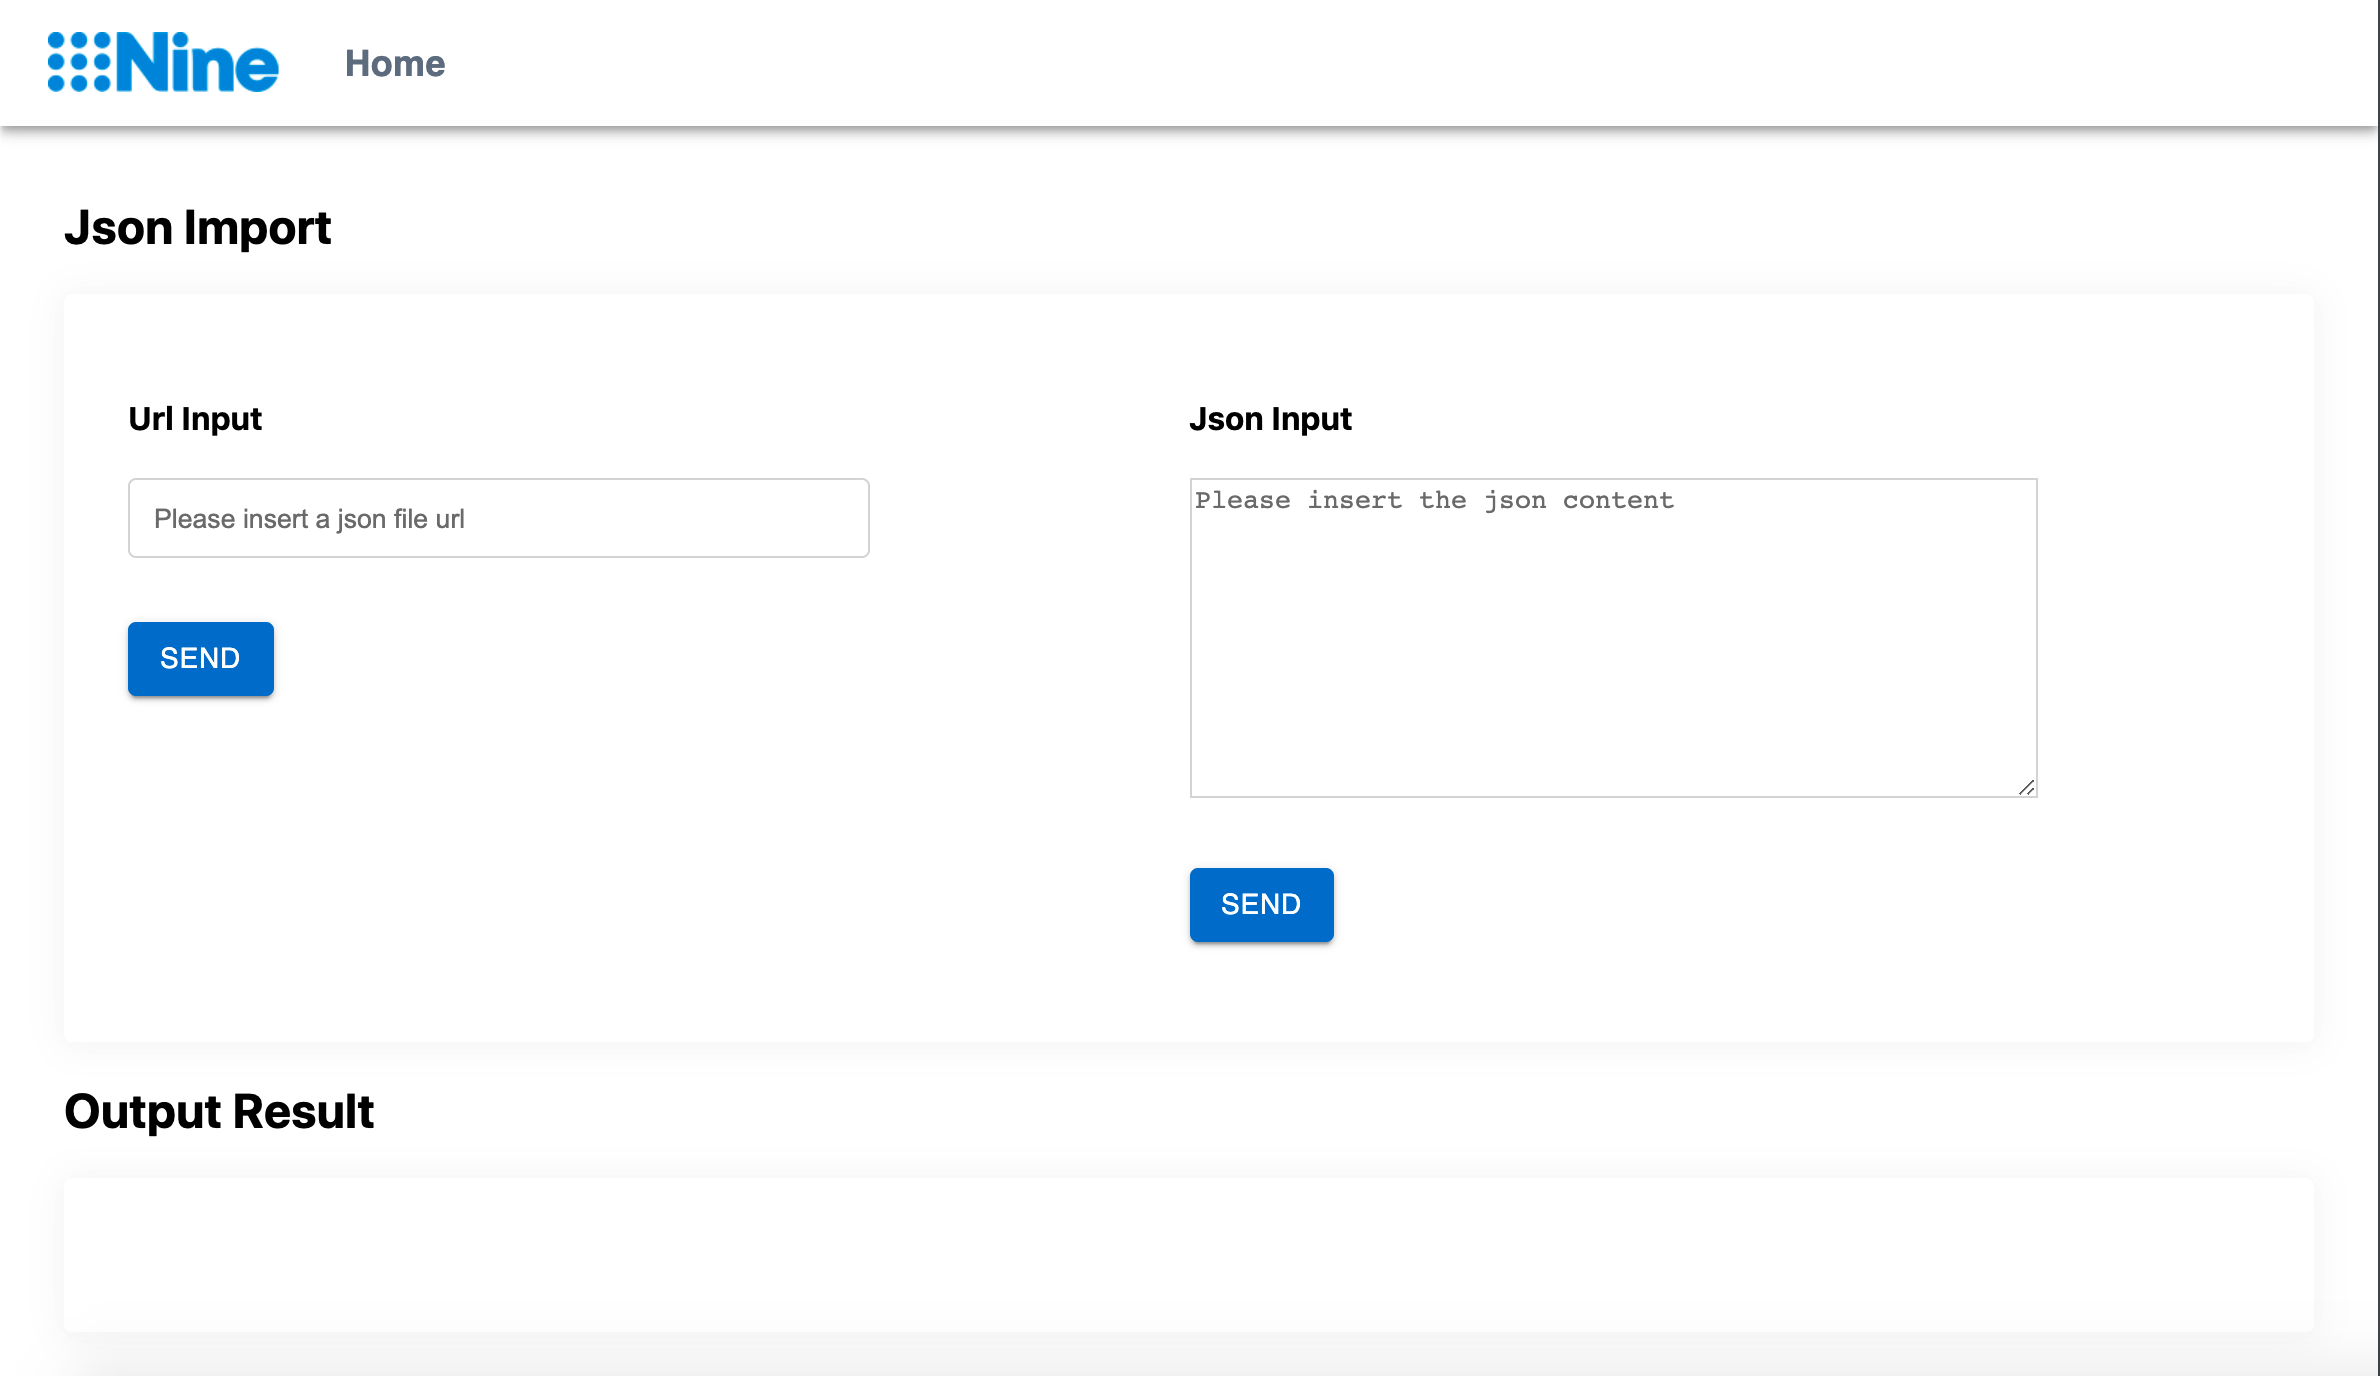 Nine
Home
Json Import
Url Input
Please insert a json file url
SEND
Json Input
Please insert the json content
SEND
Output Result